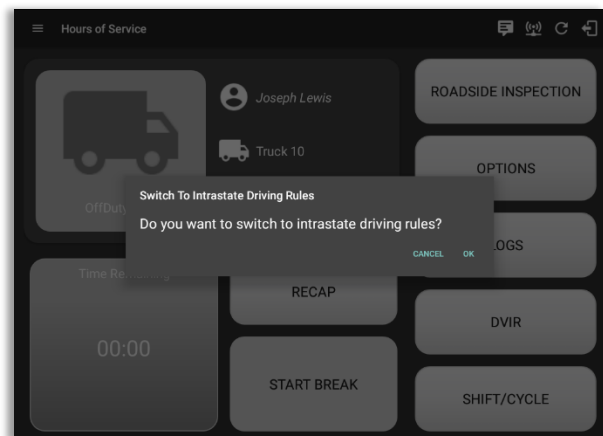 Hours of Service
Joseph Lewis
Truck 10
OffDuty
ROADSIDE INSPECTION
OPTIONS
LOGS
DVIR
SHIFT/CYCLE
Switch To Intrastate Driving Rules
Do you want to switch to intrastate driving rules?
CANCEL OK
00:00
RECAP
START BREAK